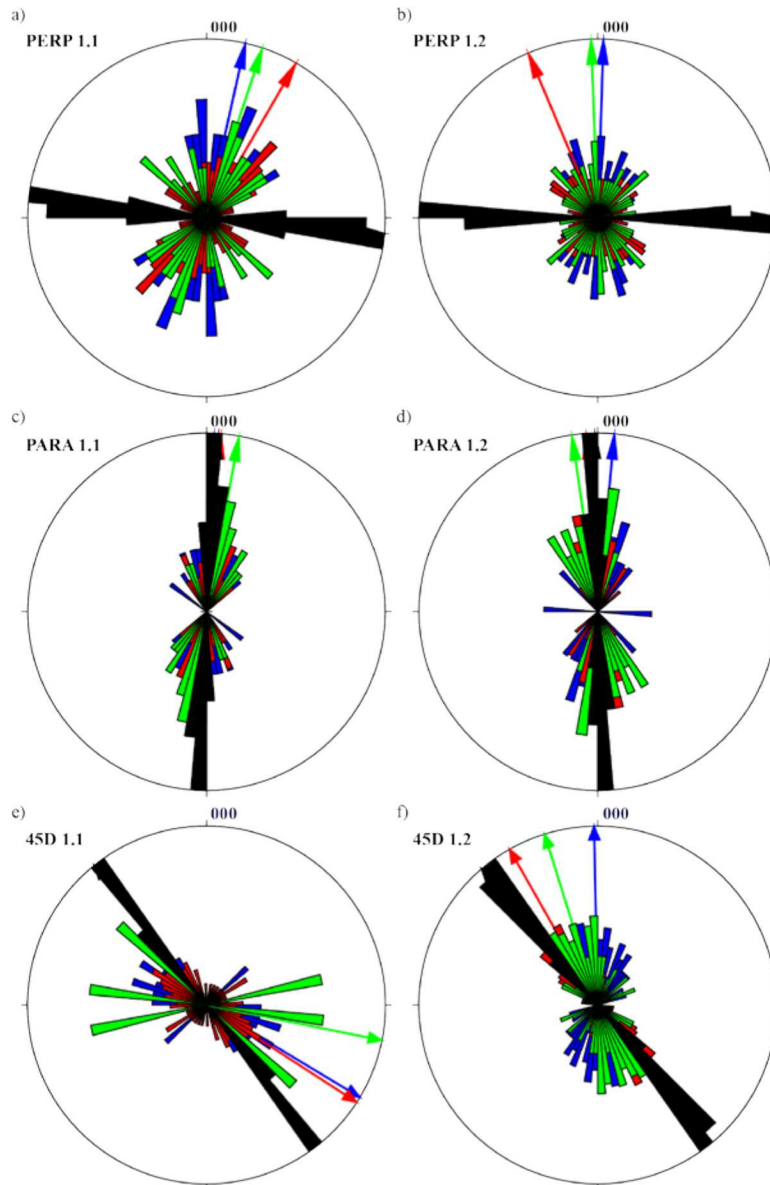 a)
000
PERP 1.1
b)
000
PERP 1.2
c)
000
PARA 1.1
d)
000
PARA 1.2
e)
000
45D 1.1
f)
000
45D 1.2